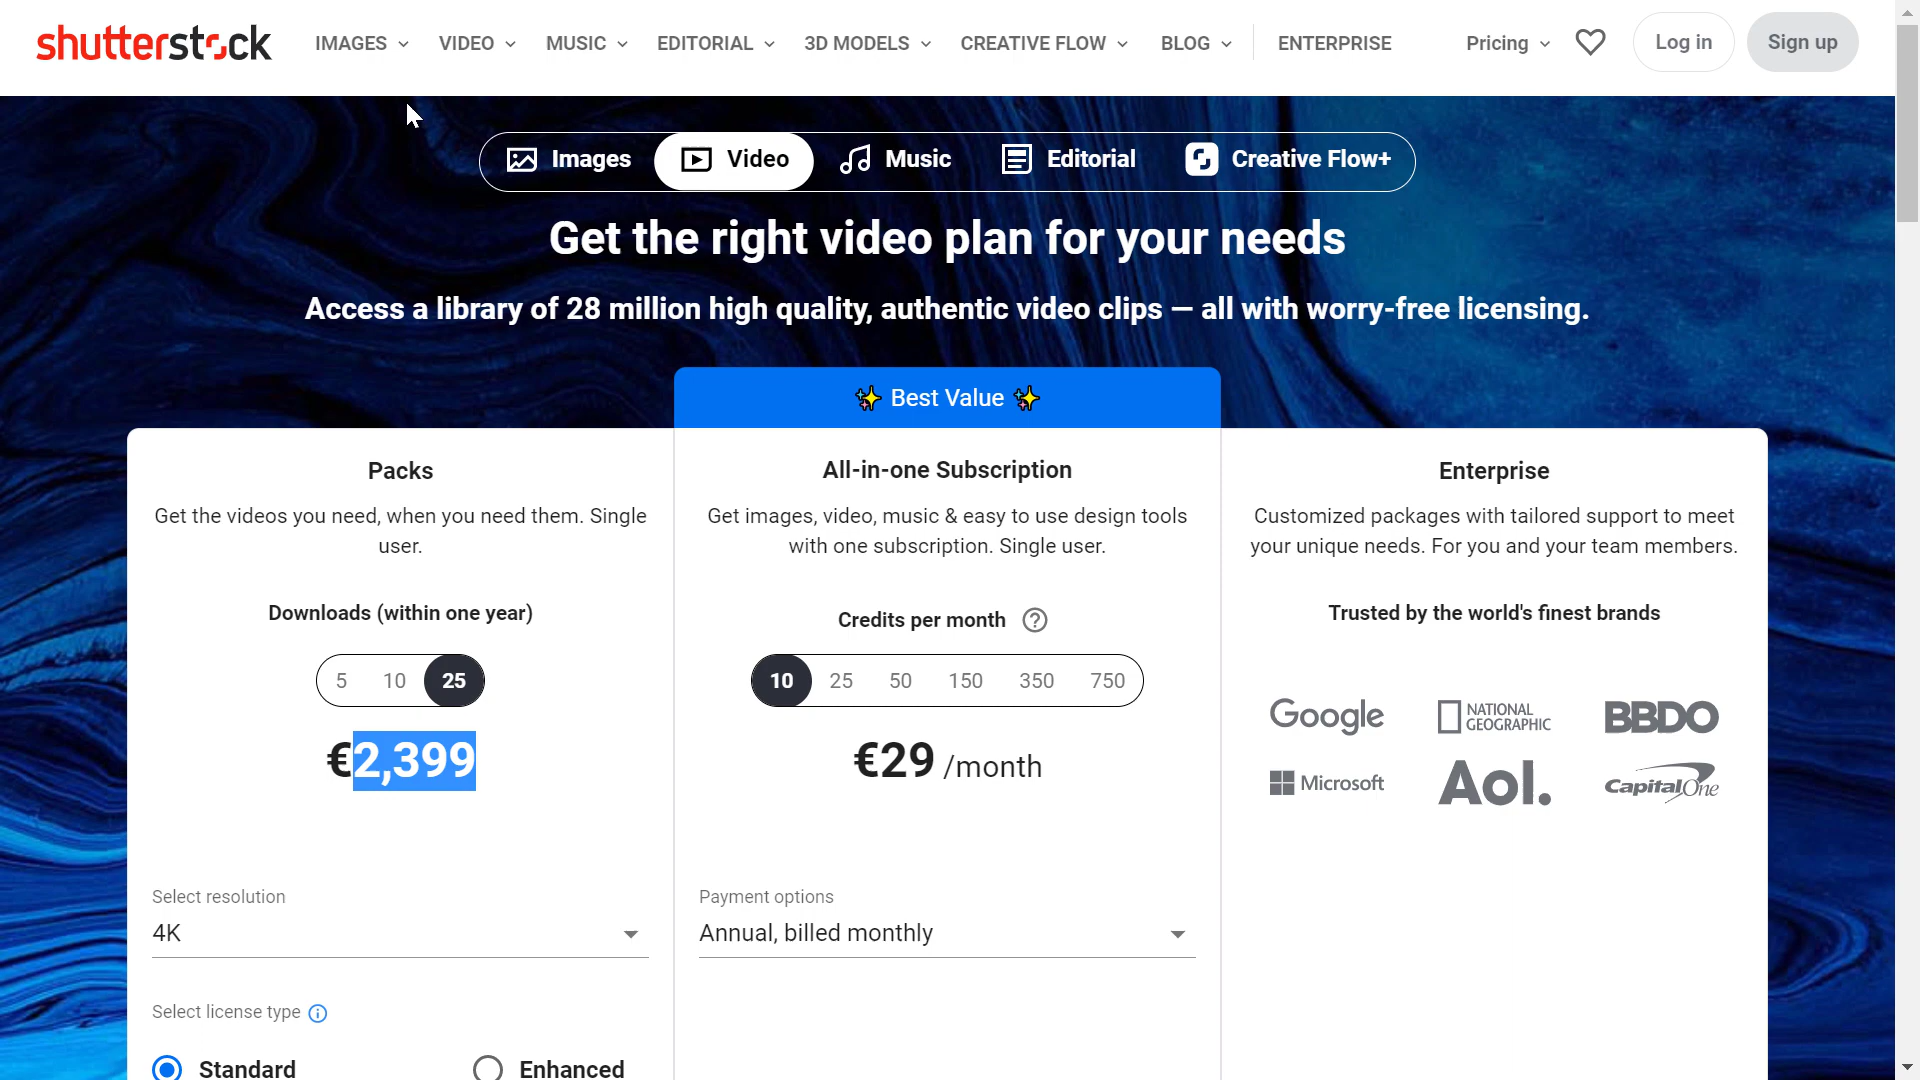 shutterstock
IMAGES
VIDEO
MUSIC
EDITORIAL
3D MODELS
CREATIVE FLOW
BLOG
ENTERPRISE
Pricing
Log in
Sign up
Images
Video
Music
Editorial
Creative Flow+
Get the right video plan for your needs
Access a library of 28 million high quality, authentic video clips — all with worry-free licensing.
Best Value
Packs
Get the videos you need, when you need them. Single
user.
Downloads (within one year)
5 10 25
€2,399
Select resolution
4K
Select license type
Standard
Enhanced
All-in-one Subscription
Get images, video, music & easy to use design tools
with one subscription. Single user.
Credits per month ?
10 25 50 150 350 750
€29 /month
Payment options
Annual, billed monthly
Enterprise
Customized packages with tailored support to meet
your unique needs. For you and your team members.
Trusted by the world's finest brands
Google
NATIONAL
GEOGRAPHIC
BBDO
Microsoft
Aol.
CapitalOne